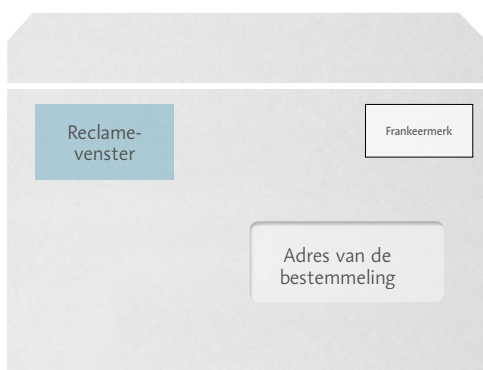 Reclame-
venster
Frankeermerk
Adres van de
bestemmeling